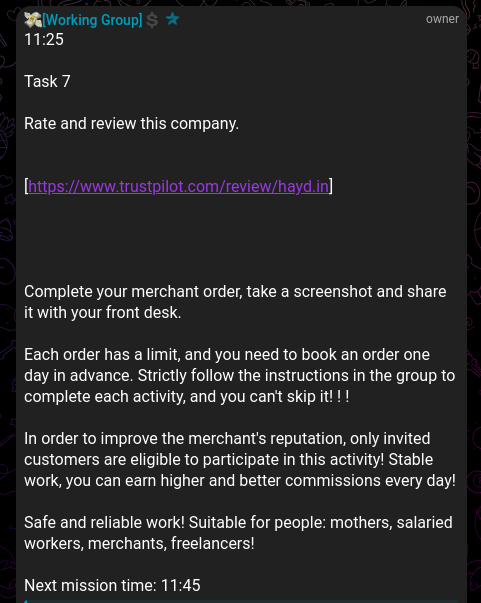 💸[Working Group]💲 ★
owner
11:25
Task 7
Rate and review this company.
[https://www.trustpilot.com/review/hayd.in]
Complete your merchant order, take a screenshot and share
it with your front desk.
Each order has a limit, and you need to book an order one
day in advance. Strictly follow the instructions in the group to
complete each activity, and you can't skip it! ! !
In order to improve the merchant's reputation, only invited
customers are eligible to participate in this activity! Stable
work, you can earn higher and better commissions every day!
Safe and reliable work! Suitable for people: mothers, salaried
workers, merchants, freelancers!
Next mission time: 11:45